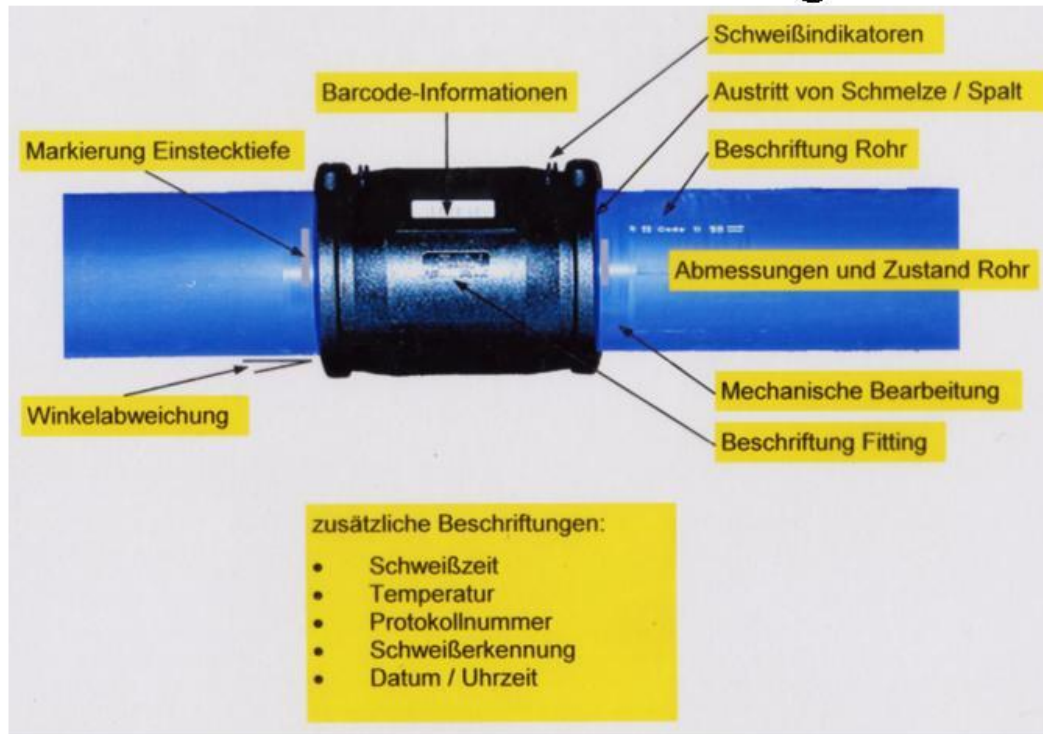 Schweißindikatoren
Barcode-Informationen
Austritt von Schmelze / Spalt
Markierung Einstecktiefe
Beschriftung Rohr
Abmessungen und Zustand Rohr
Mechanische Bearbeitung
Winkelabweichung
Beschriftung Fitting
zusätzliche Beschriftungen:
• Schweißzeit
• Temperatur
• Protokollnummer
• Schweißerkennung
• Datum / Uhrzeit